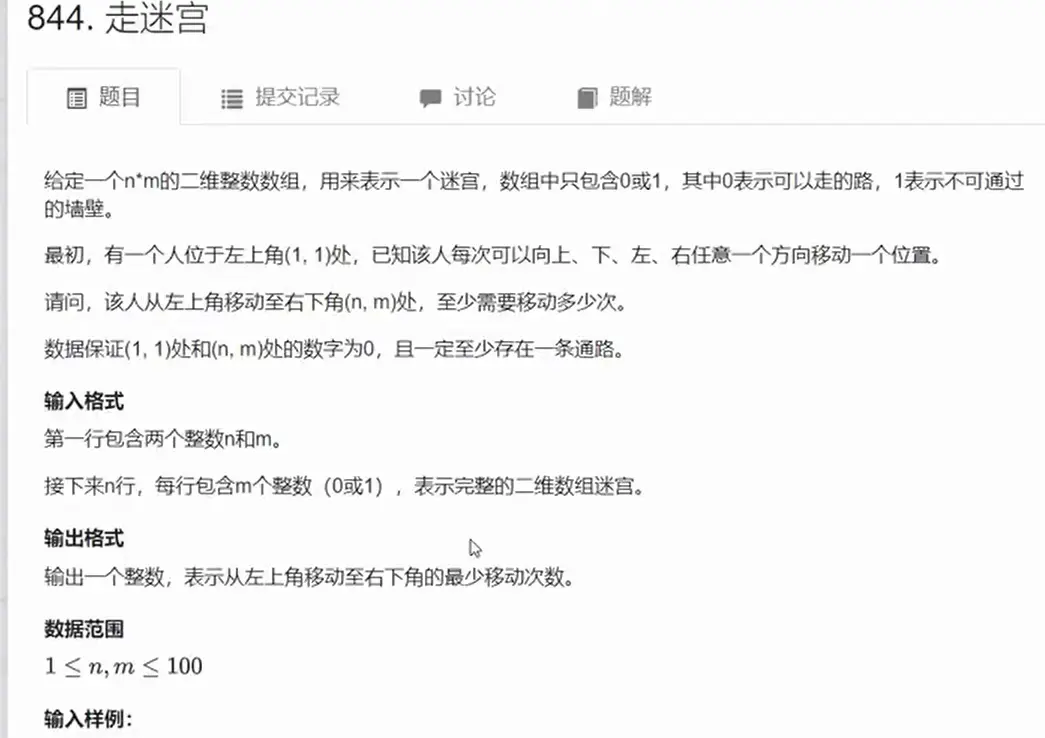 844. 走迷宫
题目 提交记录 讨论 题解
给定一个n*m的二维整数数组，用来表示一个迷宫，数组中只包含0或1，其中0表示可以走的路，1表示不可通过
的墙壁。
最初，有一个人位于左上角(1, 1)处，已知该人每次可以向上、下、左、右任意一个方向移动一个位置。
请问，该人从左上角移动至右下角(n, m)处，至少需要移动多少次。
数据保证(1, 1)处和(n, m)处的数字为0，且一定至少存在一条通路。
输入格式
第一行包含两个整数n和m。
接下来n行，每行包含m个整数（0或1），表示完整的二维数组迷宫。
输出格式
输出一个整数，表示从左上角移动至右下角的最少移动次数。
数据范围
1 ≤ n, m ≤ 100
输入样例：